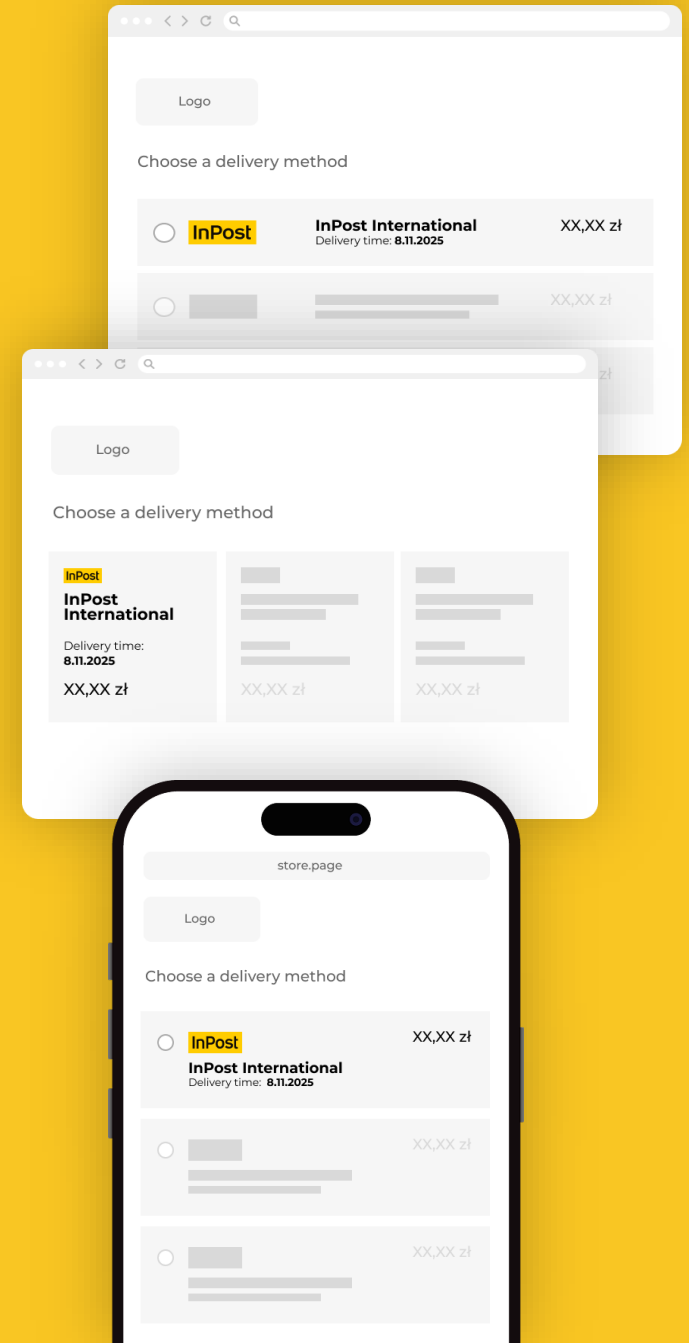 Logo
Choose a delivery method
InPost
InPost International
XX,XX zł
Delivery time: 8.11.2025
XX,XX zł
zł
Logo
Choose a delivery method
InPost
InPost
International
Delivery time:
8.11.2025
XX,XX zł
XX,XX zł
XX,XX zł
store.page
Logo
Choose a delivery method
InPost
XX,XX zł
InPost International
Delivery time: 8.11.2025
XX,XX zł
XX,XX zł